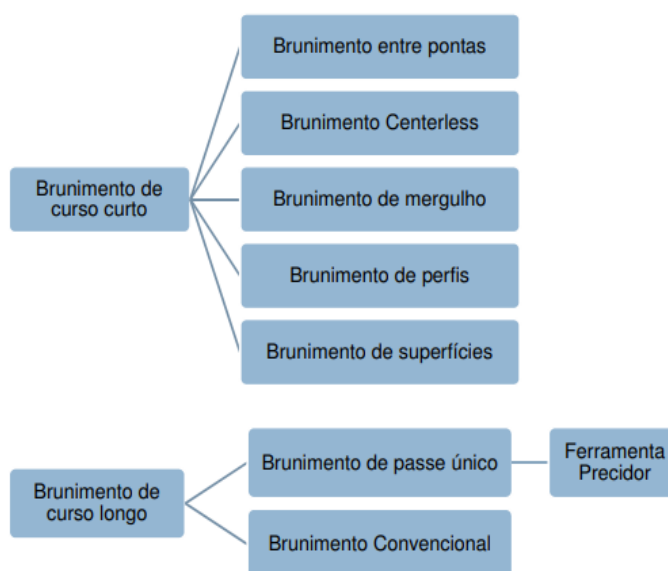 Brunimento entre pontas
Brunimento Centerless
Brunimento de
curso curto
Brunimento de mergulho
Brunimento de perfis
Brunimento de superfícies
Brunimento de
curso longo
Brunimento de passe único
Ferramenta
Precidor
Brunimento Convencional